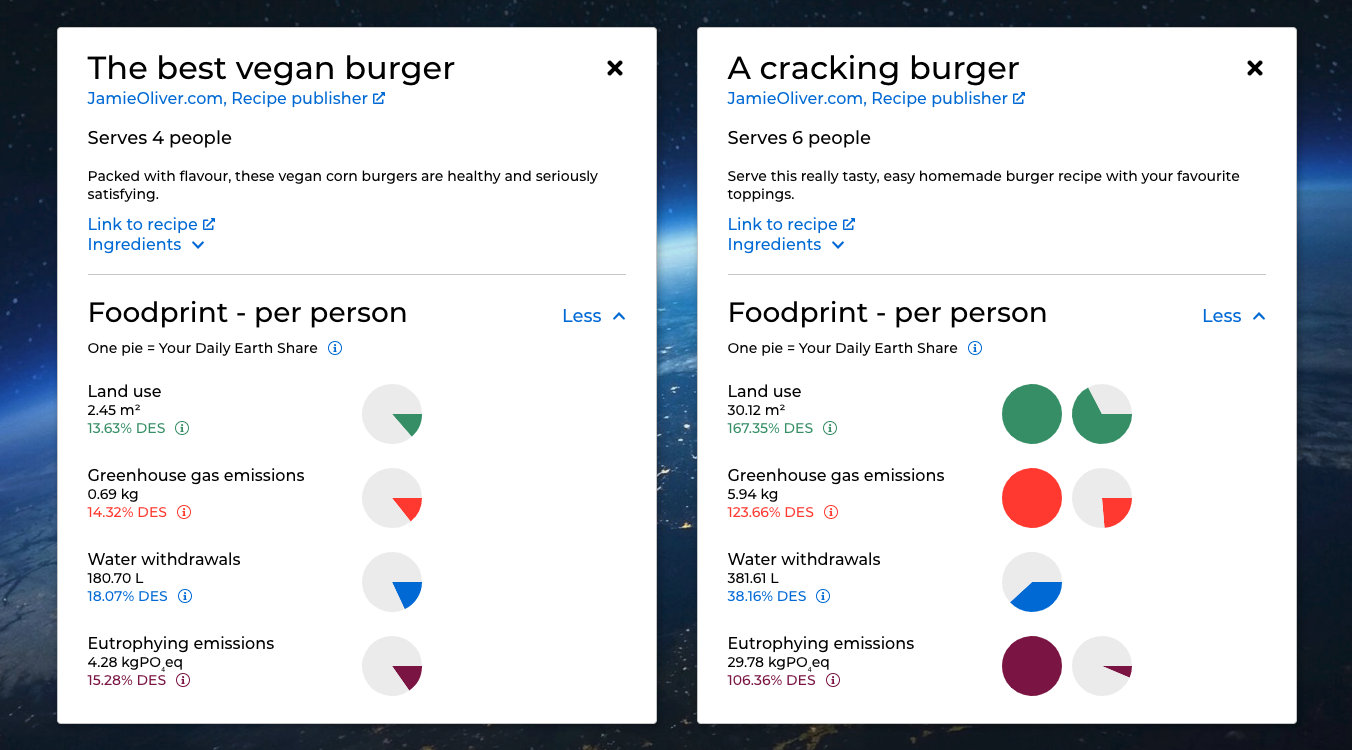 The best vegan burger
JamieOliver.com, Recipe publisher
Serves 4 people
Packed with flavour, these vegan corn burgers are healthy and seriously
satisfying.
Link to recipe
Ingredients
Foodprint - per person
Less
One pie = Your Daily Earth Share
Land use
2.45 m²
13.63% DES
Greenhouse gas emissions
0.69 kg
14.32% DES
Water withdrawals
180.70 L
18.07% DES
Eutrophying emissions
4.28 kgPO₄eq
15.28% DES
A cracking burger
JamieOliver.com, Recipe publisher
Serves 6 people
Serve this really tasty, easy homemade burger recipe with your favourite
toppings.
Link to recipe
Ingredients
Foodprint - per person
Less
One pie = Your Daily Earth Share
Land use
30.12 m²
167.35% DES
Greenhouse gas emissions
5.94 kg
123.66% DES
Water withdrawals
381.61 L
38.16% DES
Eutrophying emissions
29.78 kgPO₄eq
106.36% DES